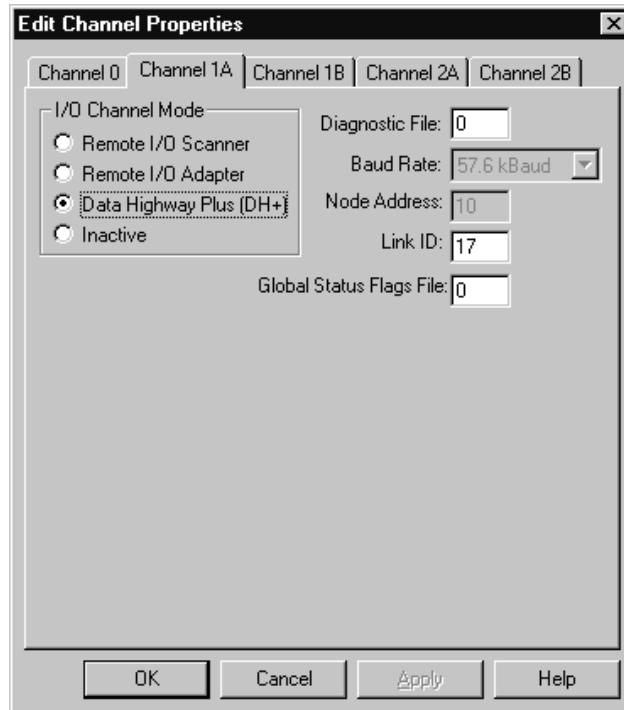 Edit Channel Properties
Channel 0 Channel 1A Channel 1B Channel 2A Channel 2B
I/O Channel Mode
Remote I/O Scanner
Remote I/O Adapter
Data Highway Plus (DH+)
Inactive
Diagnostic File: 0
Baud Rate: 57.6 kBaud
Node Address: 10
Link ID: 17
Global Status Flags File: 0
OK Cancel Apply Help